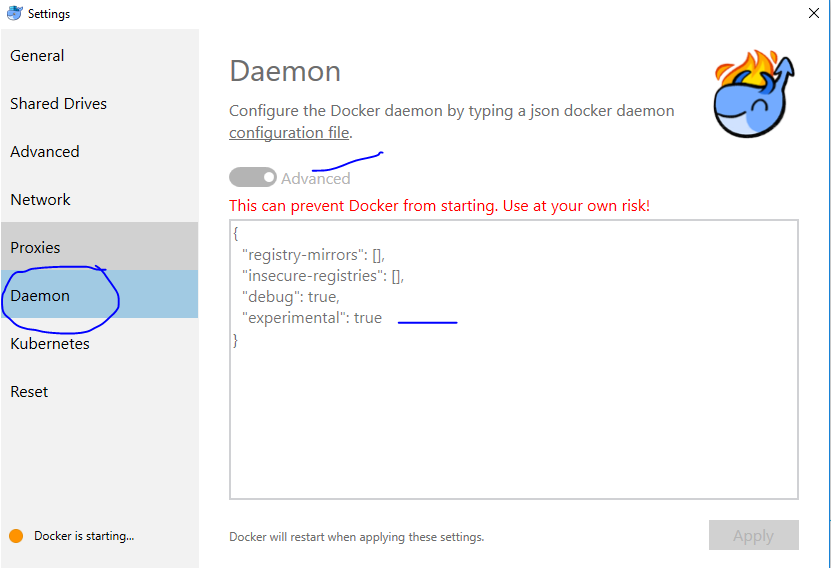 Settings
General
Shared Drives
Advanced
Network
Proxies
Daemon
Kubernetes
Reset
Docker is starting...
Daemon
Configure the Docker daemon by typing a json docker daemon
configuration file.
Advanced
This can prevent Docker from starting. Use at your own risk!
{
"registry-mirrors": [],
"insecure-registries": [],
"debug": true,
"experimental": true
}
Docker will restart when applying these settings.
Apply